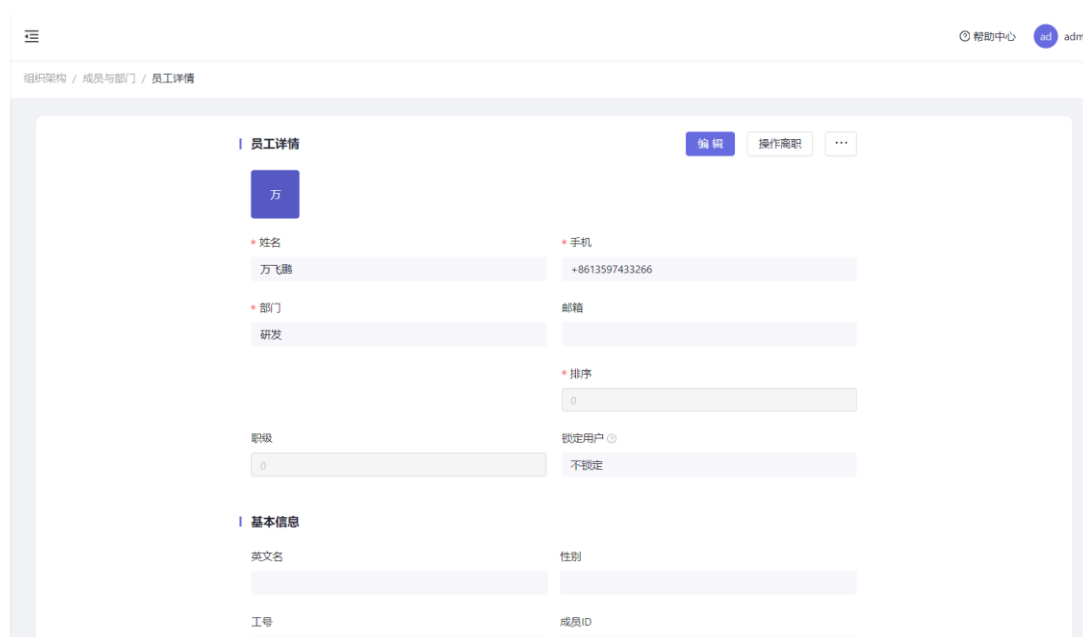 帮助中心 ad adm
组织架构 / 成员与部门 / 员工详情
员工详情 编辑 操作离职 ...
万
* 姓名 * 手机
万飞鹏 +8613597433266
* 部门 邮箱
研发
* 排序
0
职级 锁定用户
0 不锁定
基本信息
英文名 性别
工号 成员ID